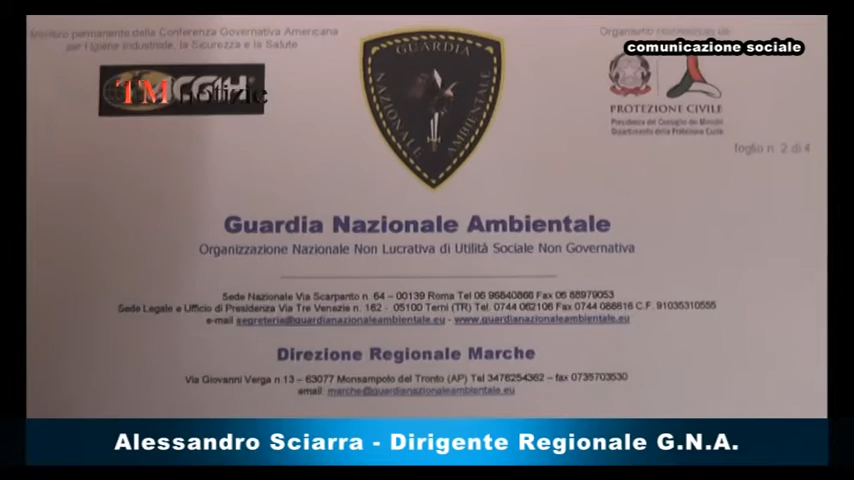 Istituto permanente della Conferenza Governativa Americana
per l'Igiene Industriale, la Sicurezza e la Salute
Organismo
comunicazione sociale
TMnotizie
ACGIH
GUARDIA
NAZIONALE
AMBIENTALE
PROTEZIONE CIVILE
Presidenza del Consiglio dei Ministri
Dipartimento della Protezione Civile
foglio n. 2 di 4
Guardia Nazionale Ambientale
Organizzazione Nazionale Non Lucrativa di Utilità Sociale Non Governativa
Sede Nazionale Via Scarpanto n. 64 – 00139 Roma Tel 06 96840866 Fax 06 88979053
Sede Legale e Ufficio di Presidenza Via Tre Venezie n. 162 - 05100 Terni (TR) Tel. 0744 062106 Fax 0744 088616 C.F. 91035310555
e-mail segreteria@guardianazionaleambientale.eu - www.guardianazionaleambientale.eu
Direzione Regionale Marche
Via Giovanni Verga n.13 – 63077 Monsampolo del Tronto (AP) Tel 3476254362 – fax 0735703530
email: marche@guardianazionaleambientale.eu
Alessandro Sciarra - Dirigente Regionale G.N.A.